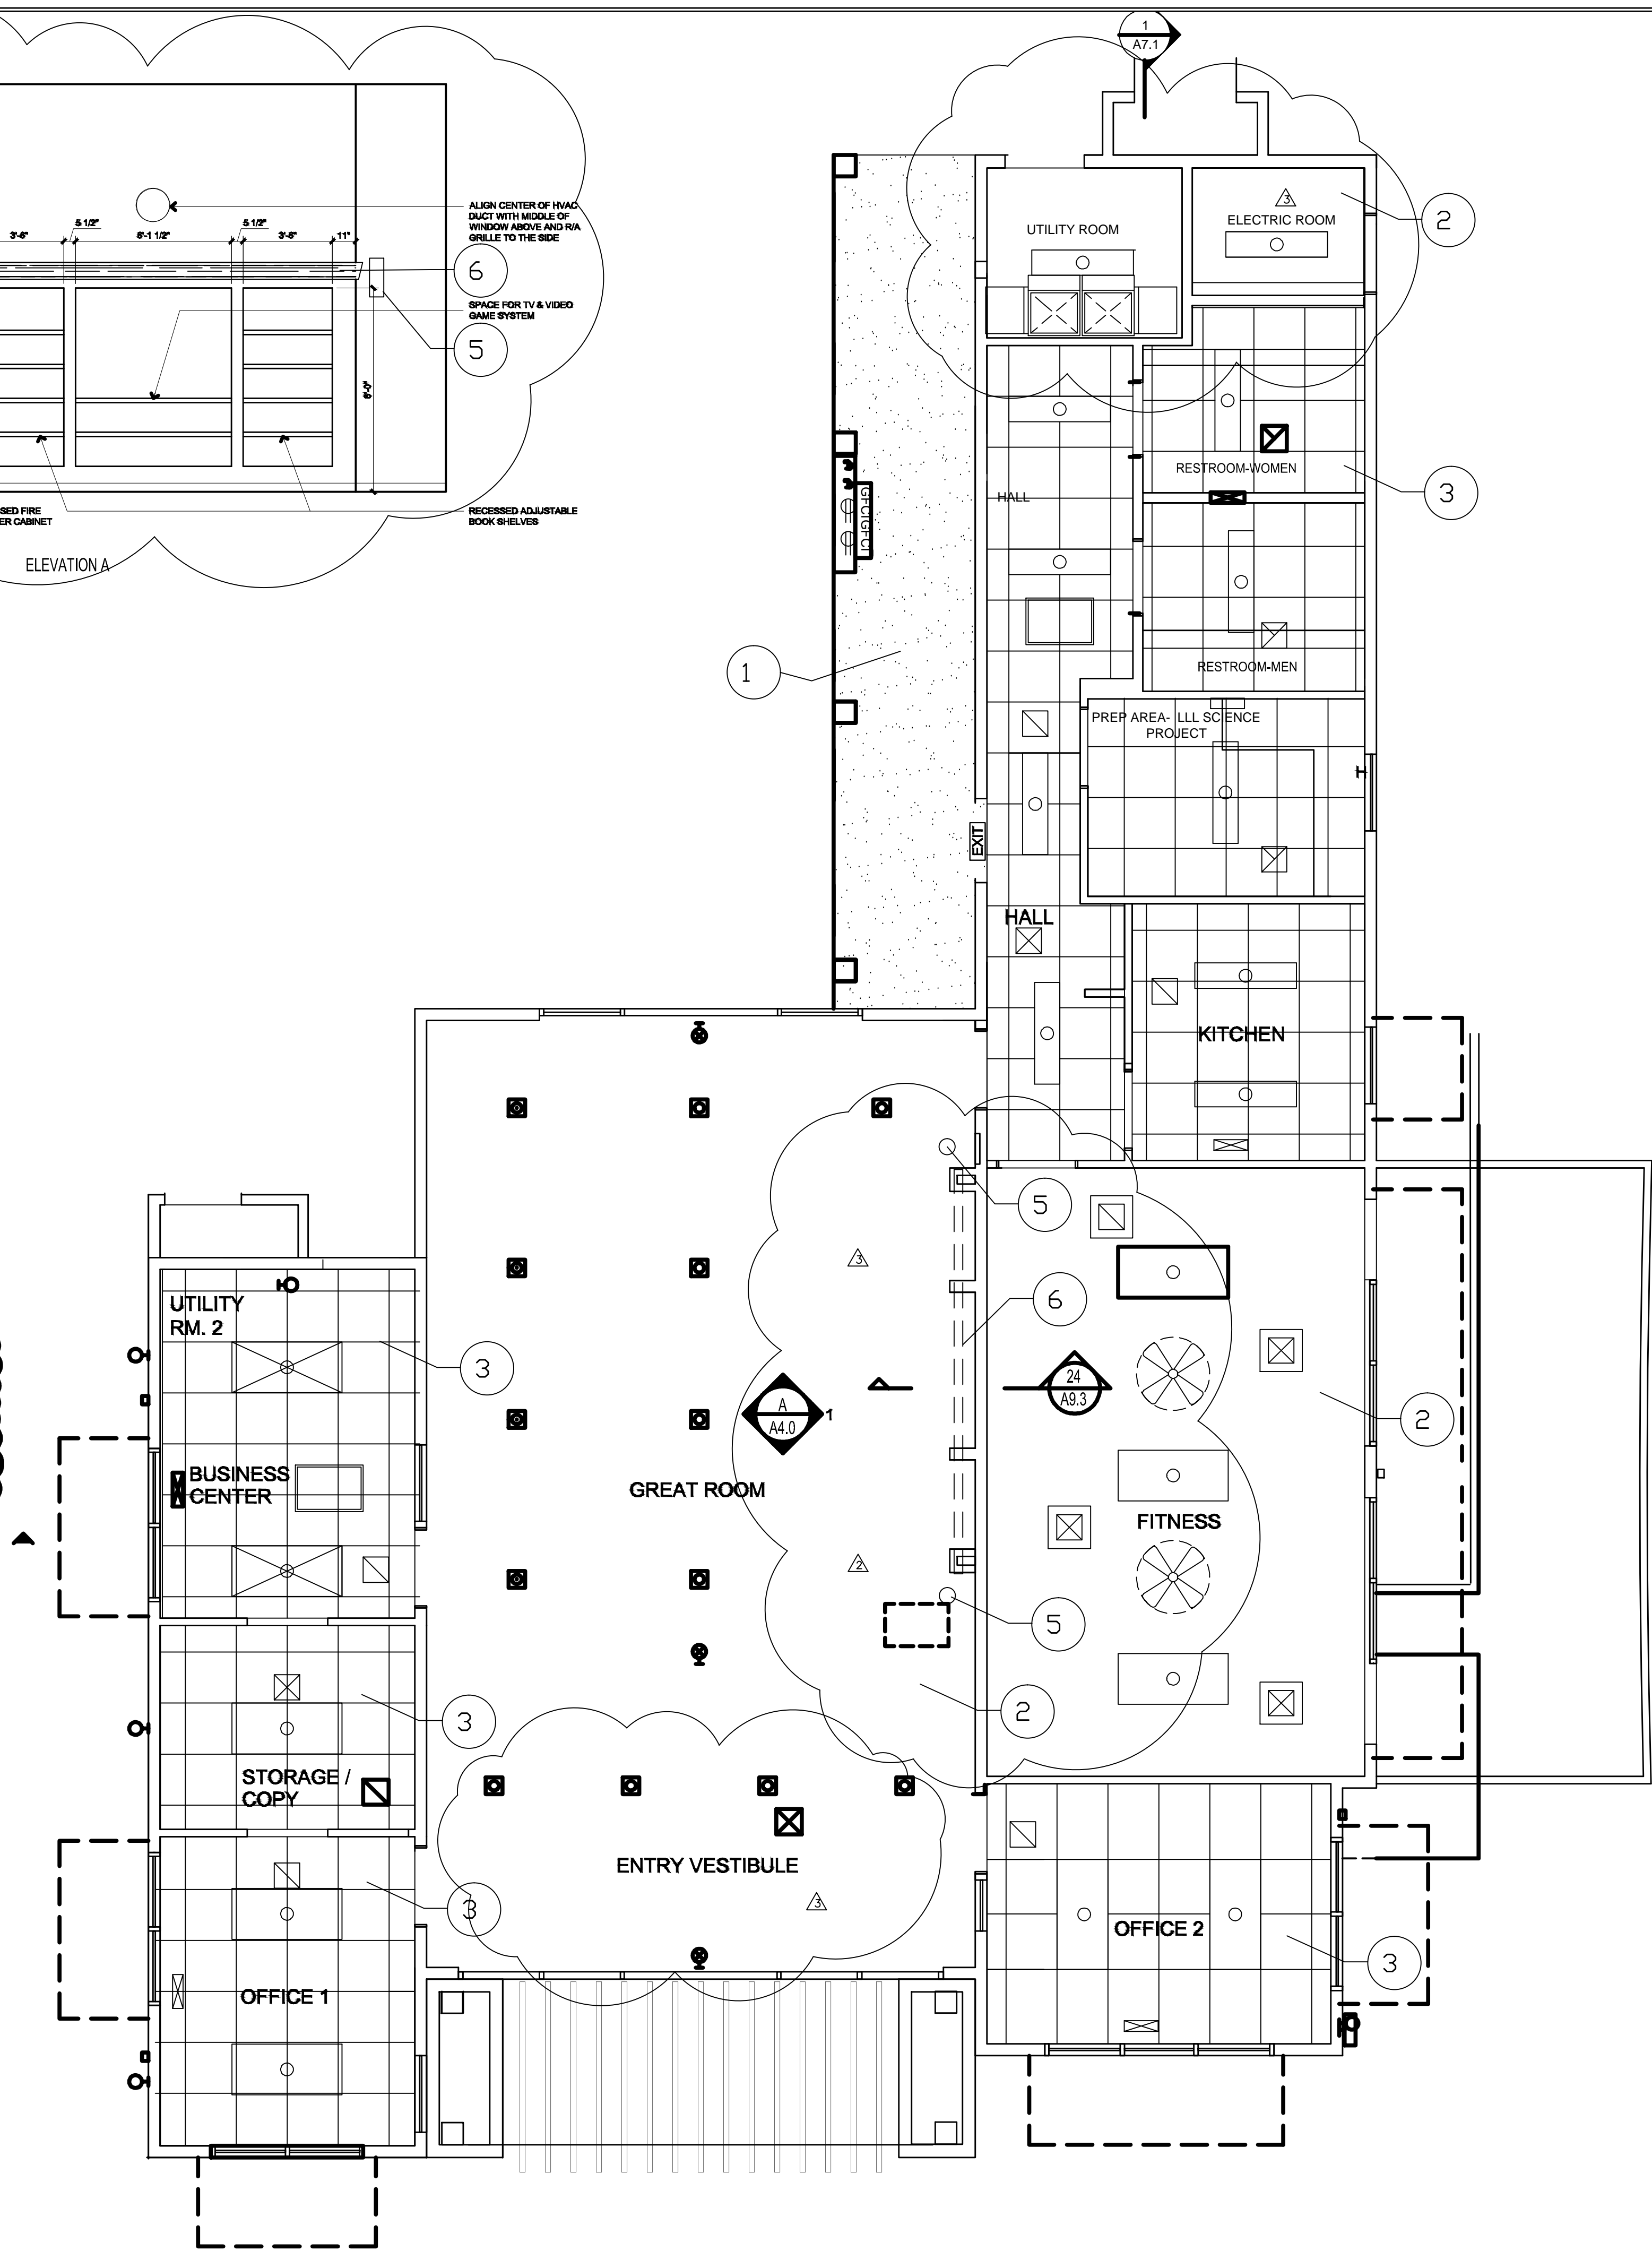 1
A7.1
ALIGN CENTER OF HVAC
DUCT WITH MIDDLE OF
WINDOW ABOVE AND R/A
GRILLE TO THE SIDE
3'-6"
5 1/2"
8'-1 1/2"
5 1/2"
3'-6"
11"
6
SPACE FOR TV & VIDEO
GAME SYSTEM
5
8'-0"
SED FIRE
ER CABINET
RECESSED ADJUSTABLE
BOOK SHELVES
ELEVATION A
3
ELECTRIC ROOM
2
UTILITY ROOM
RESTROOM-WOMEN
3
HALL
GFCI
GFCI
1
RESTROOM-MEN
PREP AREA- LLL SCIENCE
PROJECT
EXIT
HALL
KITCHEN
5
3
6
UTILITY
RM. 2
3
24
A9.3
A
A4.0
1
2
BUSINESS
CENTER
GREAT ROOM
FITNESS
2
5
3
2
STORAGE /
COPY
ENTRY VESTIBULE
3
3
OFFICE 2
3
OFFICE 1